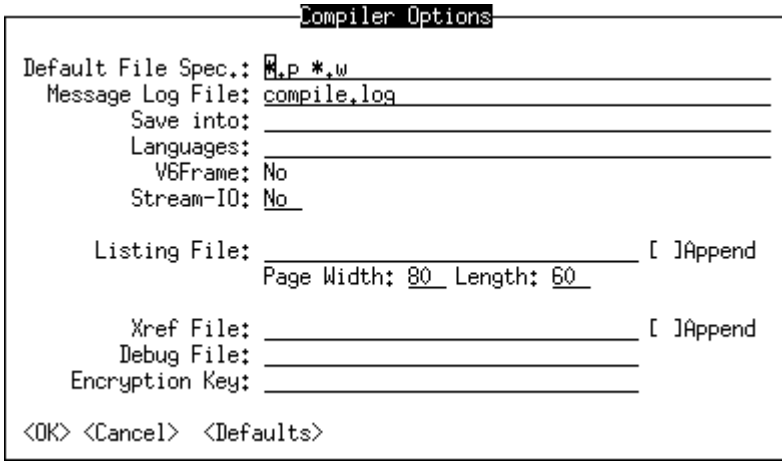 Compiler Options
Default File Spec.: *.p *.w
Message Log File: compile.log
Save into:
Languages:
V6Frame: No
Stream-IO: No
Listing File: [ ]Append
Page Width: 80 Length: 60
Xref File: [ ]Append
Debug File:
Encryption Key:
<OK> <Cancel> <Defaults>